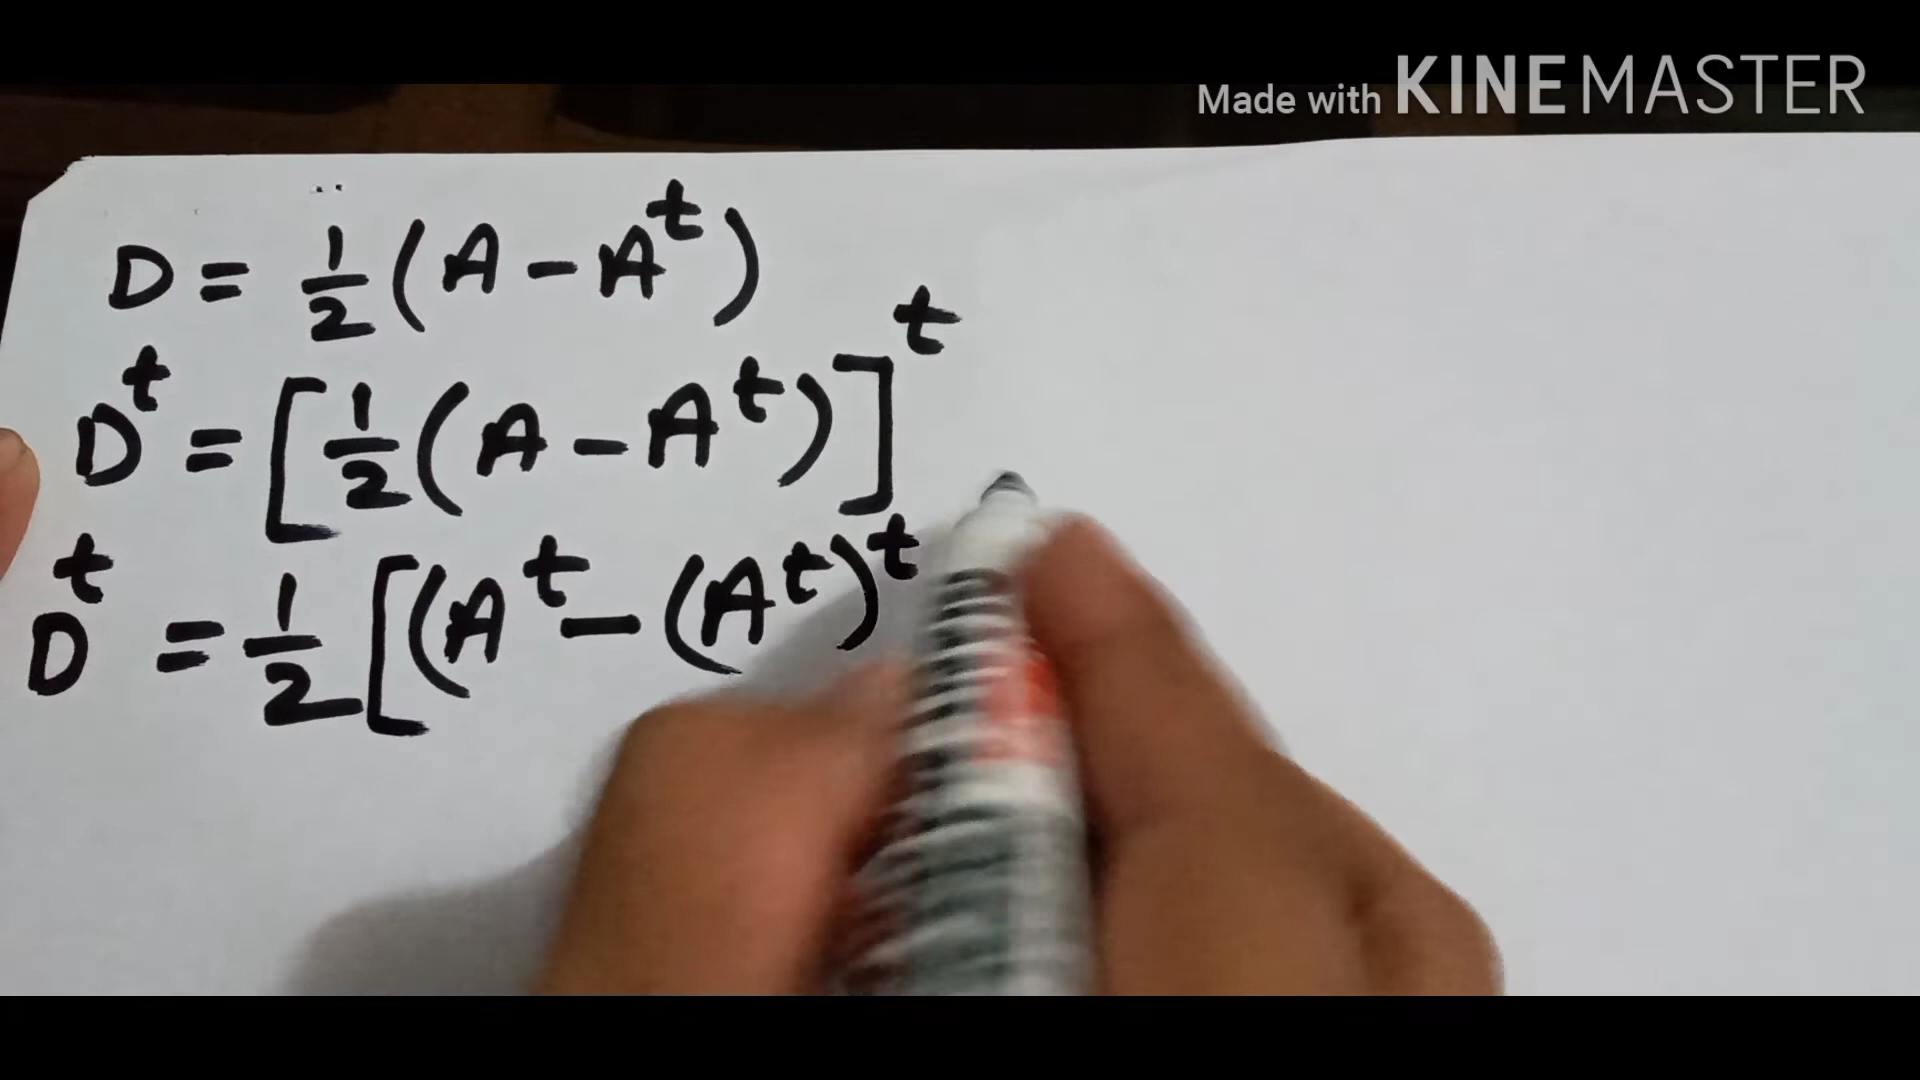 Made with KINEMASTER
D = 1/2 (A - A^t)
D^t = [1/2 (A - A^t)]^t
D^t = 1/2 [(A^t - (A^t)^t